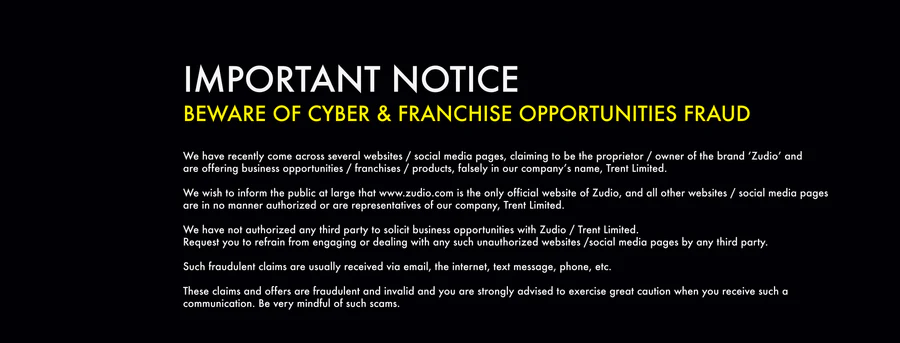 IMPORTANT NOTICE
BEWARE OF CYBER & FRANCHISE OPPORTUNITIES FRAUD
We have recently come across several websites / social media pages, claiming to be the proprietor / owner of the brand ‘Zudio’ and
are offering business opportunities / franchises / products, falsely in our company’s name, Trent Limited.
We wish to inform the public at large that www.zudio.com is the only official website of Zudio, and all other websites / social media pages
are in no manner authorized or are representatives of our company, Trent Limited.
We have not authorized any third party to solicit business opportunities with Zudio / Trent Limited.
Request you to refrain from engaging or dealing with any such unauthorized websites /social media pages by any third party.
Such fraudulent claims are usually received via email, the internet, text message, phone, etc.
These claims and offers are fraudulent and invalid and you are strongly advised to exercise great caution when you receive such a
communication. Be very mindful of such scams.